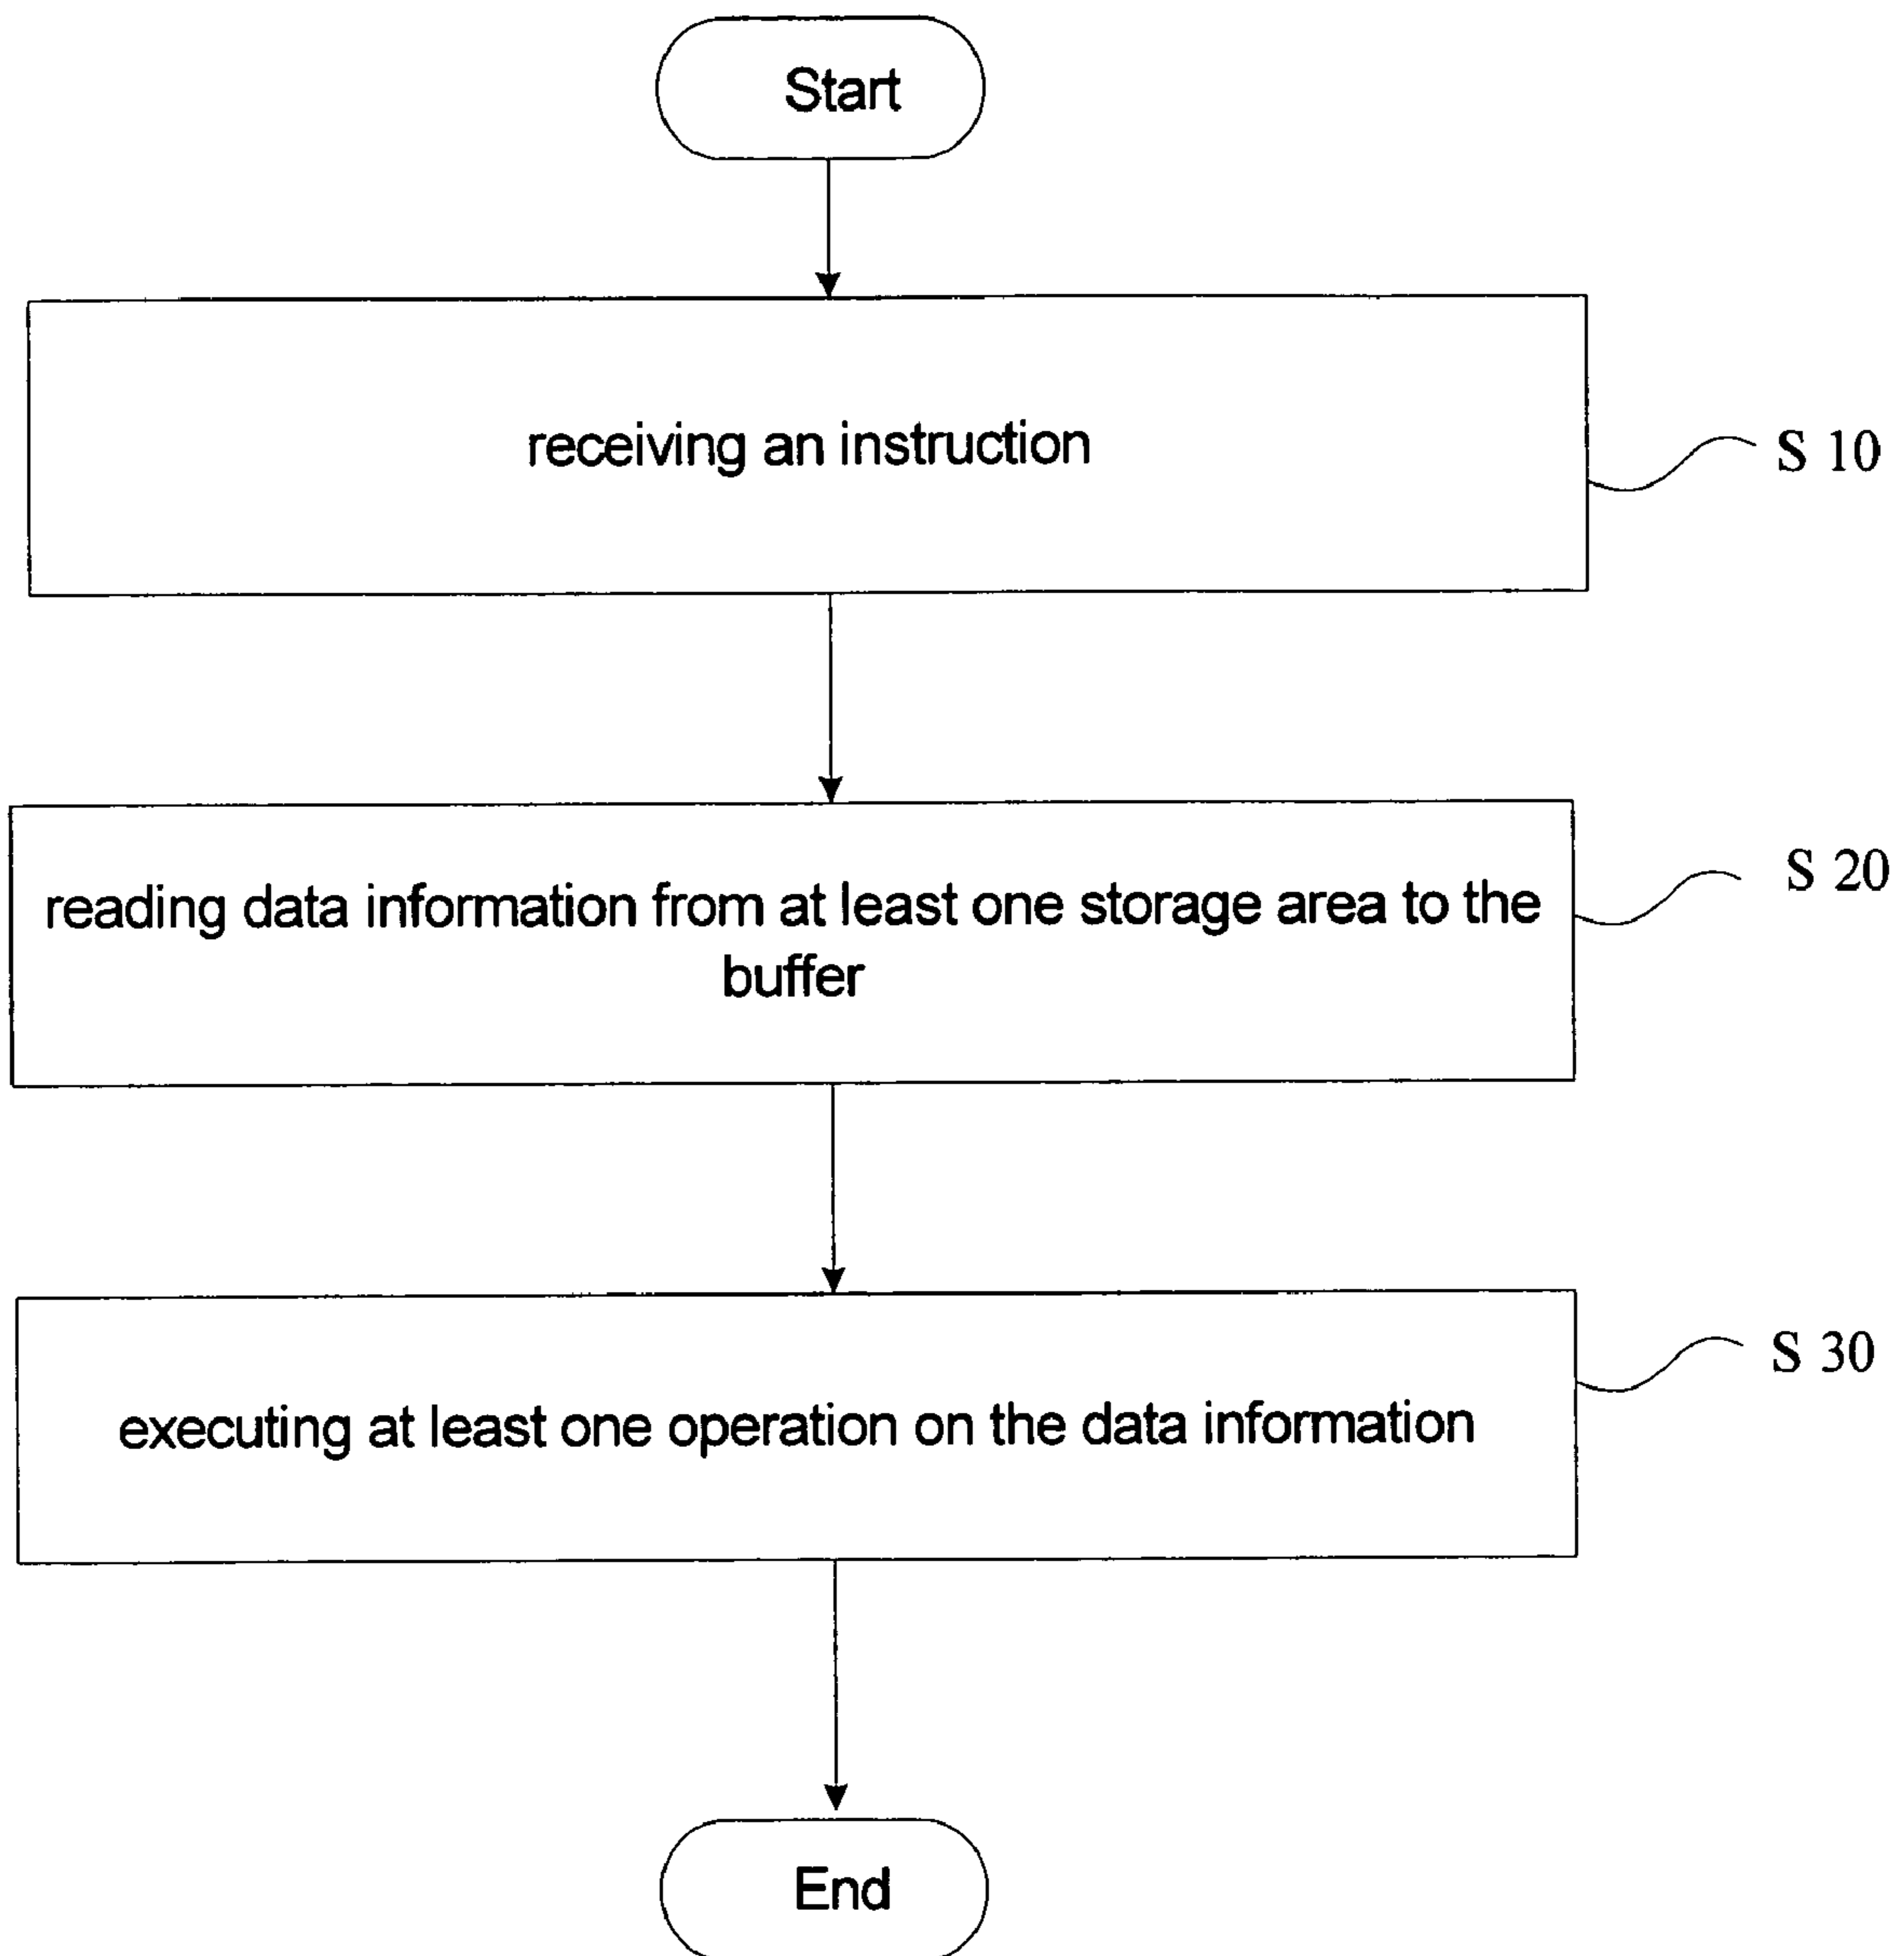 Start
receiving an instruction
S 10
reading data information from at least one storage area to the
buffer
S 20
executing at least one operation on the data information
S 30
End